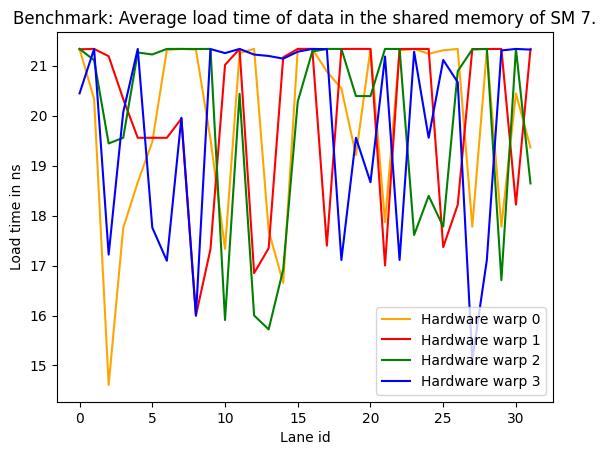 Benchmark: Average load time of data in the shared memory of SM 7.
Load time in ns
21
20
19
18
17
16
15
Hardware warp 0
Hardware warp 1
Hardware warp 2
Hardware warp 3
0 5 10 15 20 25 30
Lane id